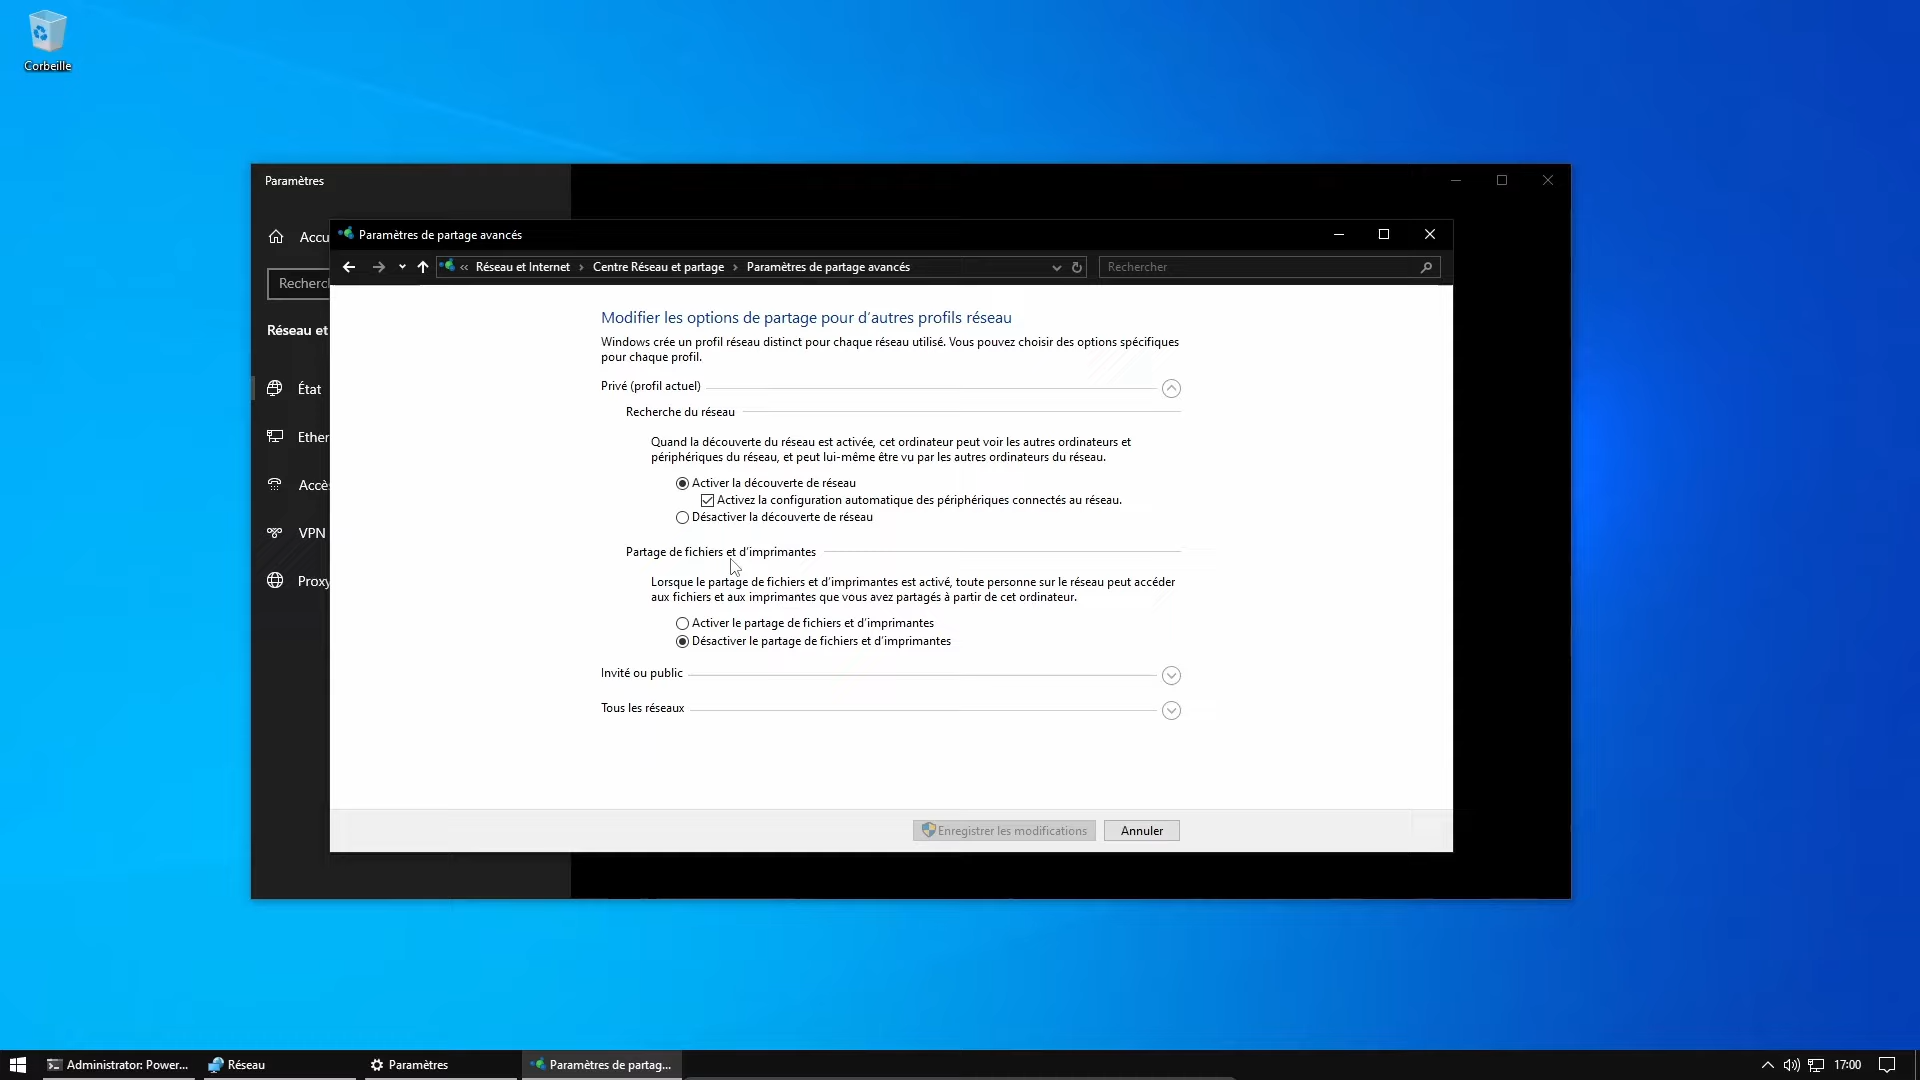 Corbeille
Paramètres
Accu
Recherc
Réseau et
État
Ether
Accè
VPN
Proxy
Paramètres de partage avancés
« Réseau et Internet > Centre Réseau et partage > Paramètres de partage avancés
Rechercher
Modifier les options de partage pour d'autres profils réseau
Windows crée un profil réseau distinct pour chaque réseau utilisé. Vous pouvez choisir des options spécifiques
pour chaque profil.
Privé (profil actuel)
Recherche du réseau
Quand la découverte du réseau est activée, cet ordinateur peut voir les autres ordinateurs et
périphériques du réseau, et peut lui-même être vu par les autres ordinateurs du réseau.
Activer la découverte de réseau
Activez la configuration automatique des périphériques connectés au réseau.
Désactiver la découverte de réseau
Partage de fichiers et d'imprimantes
Lorsque le partage de fichiers et d'imprimantes est activé, toute personne sur le réseau peut accéder
aux fichiers et aux imprimantes que vous avez partagés à partir de cet ordinateur.
Activer le partage de fichiers et d'imprimantes
Désactiver le partage de fichiers et d'imprimantes
Invité ou public
Tous les réseaux
Enregistrer les modifications
Annuler
Administrator: Power...
Réseau
Paramètres
Paramètres de partag...
17:00